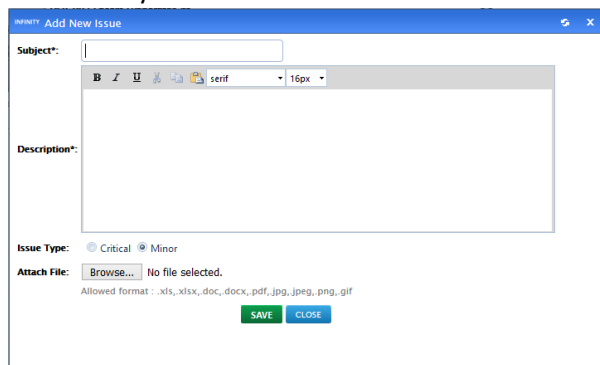 INFINITY Add New Issue
Subject*:
B I U serif 16px
Description*:
Issue Type: Critical Minor
Attach File: Browse... No file selected.
Allowed format : .xls,.xlsx,.doc,.docx,.pdf,.jpg,.jpeg,.png,.gif
SAVE CLOSE